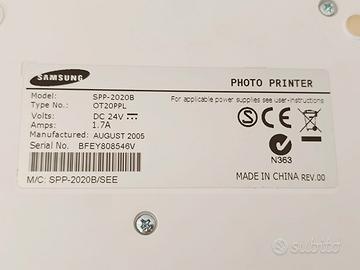 SAMSUNG
PHOTO PRINTER
Model: SPP-2020B
Type No.: OT20PPL
For applicable power supplies see user-instructions
Volts: DC 24V
Amps: 1.7A
Manufactured: AUGUST 2005
Serial No. BFEY808546V
N363
M/C: SPP-2020B/SEE
MADE IN CHINA REV.00
subito